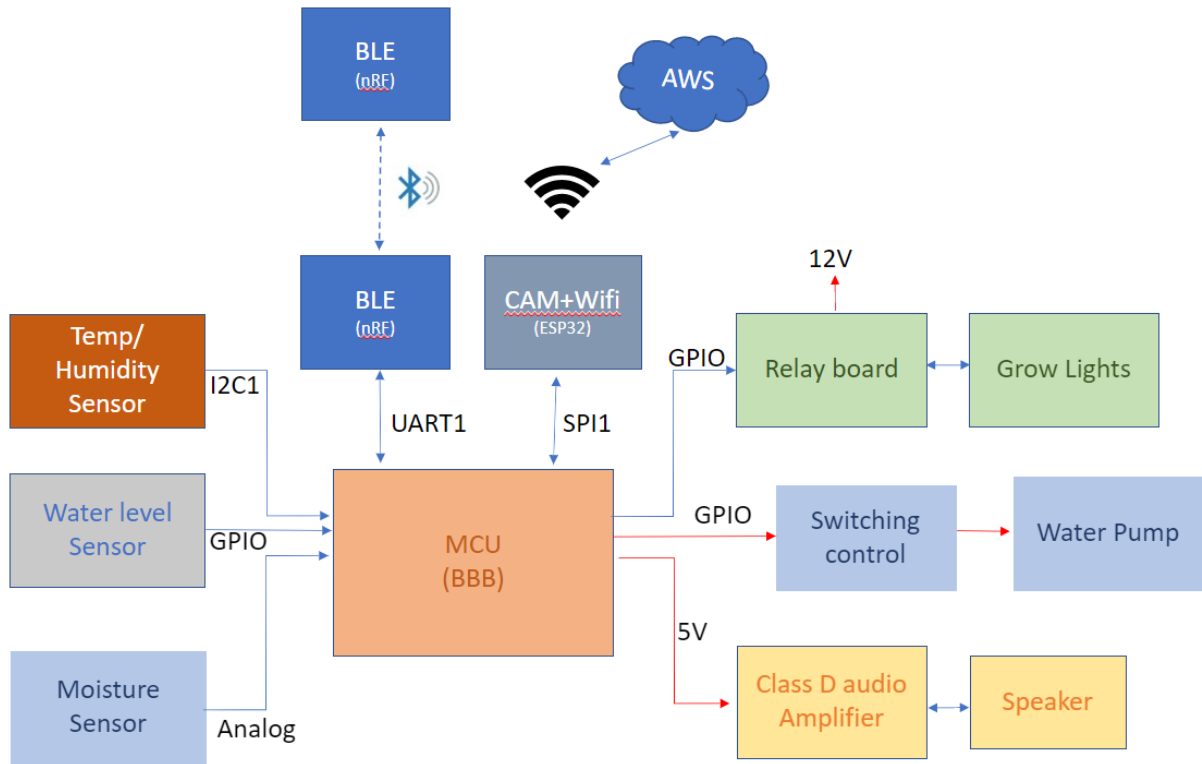 BLE
(nRF)
AWS
BLE
(nRF)
CAM+Wifi
(ESP32)
12V
Temp/
Humidity
Sensor
I2C1
UART1
SPI1
GPIO
Relay board
Grow Lights
Water level
Sensor
GPIO
MCU
(BBB)
GPIO
Switching
control
Water Pump
Moisture
Sensor
Analog
5V
Class D audio
Amplifier
Speaker